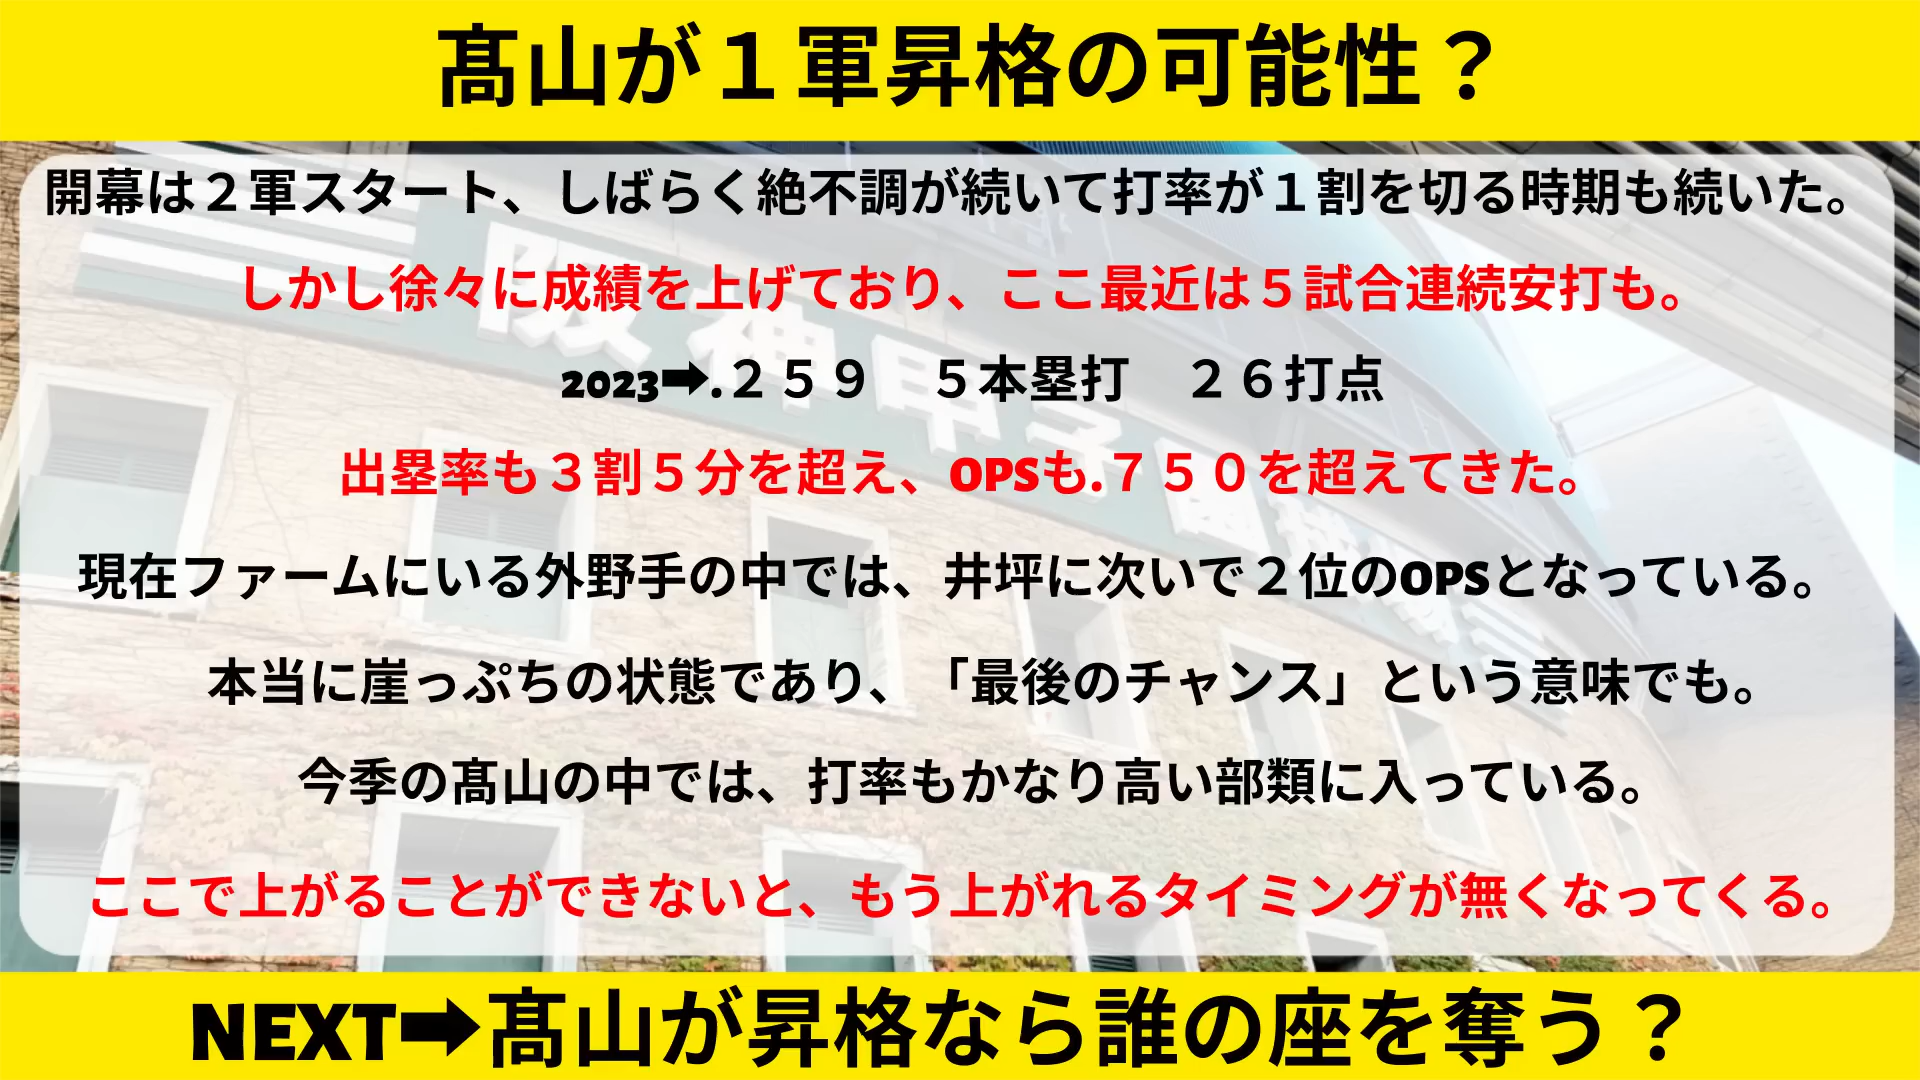 髙山が１軍昇格の可能性？
開幕は２軍スタート、しばらく絶不調が続いて打率が１割を切る時期も続いた。
しかし徐々に成績を上げており、ここ最近は５試合連続安打も。
2023➡.２５９　５本塁打　２６打点
出塁率も３割５分を超え、OPSも.７５０を超えてきた。
現在ファームにいる外野手の中では、井坪に次いで２位のOPSとなっている。
本当に崖っぷちの状態であり、「最後のチャンス」という意味でも。
今季の髙山の中では、打率もかなり高い部類に入っている。
ここで上がることができないと、もう上がれるタイミングが無くなってくる。
NEXT➡髙山が昇格なら誰の座を奪う？
阪神甲子園球場